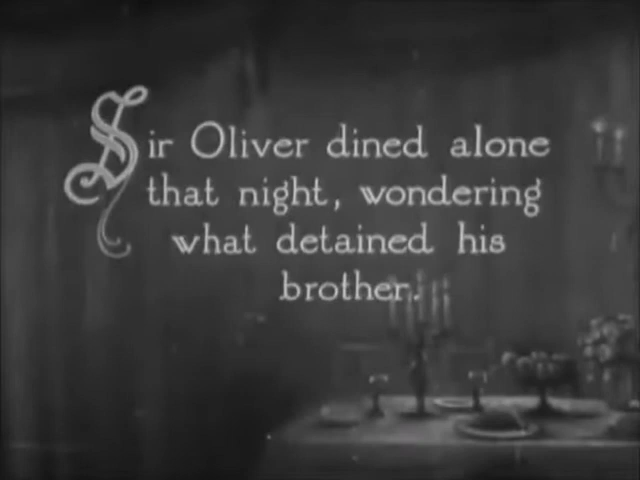 Sir Oliver dined alone
that night, wondering
what detained his
brother.